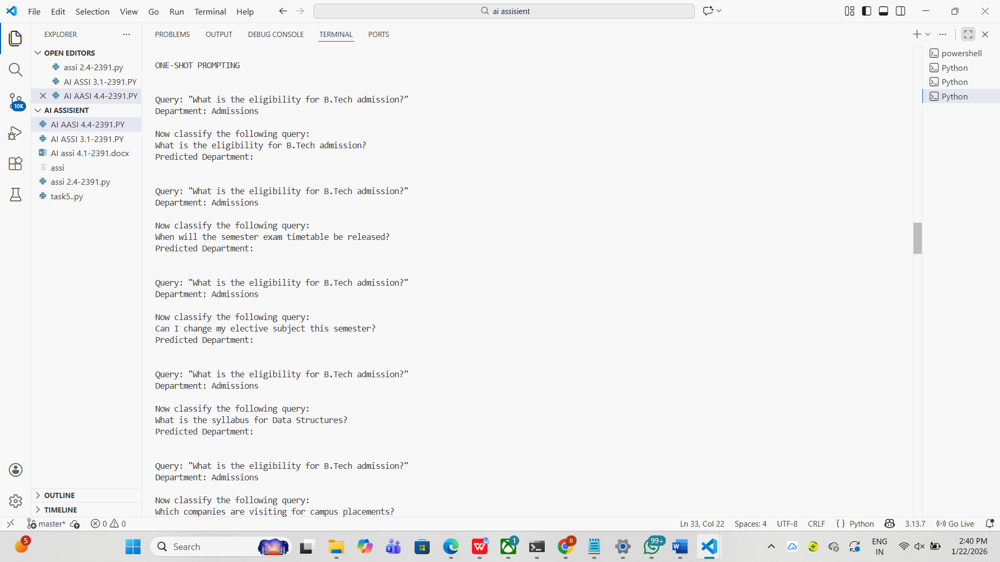 File Edit Selection View Go Run Terminal Help
ai assisient
EXPLORER
OPEN EDITORS
assi 2.4-2391.py
AI ASSI 3.1-2391.PY
AI AASI 4.4-2391.PY
AI ASSISIENT
AI AASI 4.4-2391.PY
AI ASSI 3.1-2391.PY
AI assi 4.1-2391.docx
assi
assi 2.4-2391.py
task5..py
OUTLINE
TIMELINE
10K
PROBLEMS OUTPUT DEBUG CONSOLE TERMINAL PORTS
ONE-SHOT PROMPTING
Query: "What is the eligibility for B.Tech admission?"
Department: Admissions
Now classify the following query:
What is the eligibility for B.Tech admission?
Predicted Department:
Query: "What is the eligibility for B.Tech admission?"
Department: Admissions
Now classify the following query:
When will the semester exam timetable be released?
Predicted Department:
Query: "What is the eligibility for B.Tech admission?"
Department: Admissions
Now classify the following query:
Can I change my elective subject this semester?
Predicted Department:
Query: "What is the eligibility for B.Tech admission?"
Department: Admissions
Now classify the following query:
What is the syllabus for Data Structures?
Predicted Department:
Query: "What is the eligibility for B.Tech admission?"
Department: Admissions
Now classify the following query:
Which companies are visiting for campus placements?
powershell
Python
Python
Python
master* 0 0
Ln 33, Col 22 Spaces: 4 UTF-8 CRLF { } Python 3.13.7 Go Live
5
Search
1
B
99+
ENG
IN
2:40 PM
1/22/2026